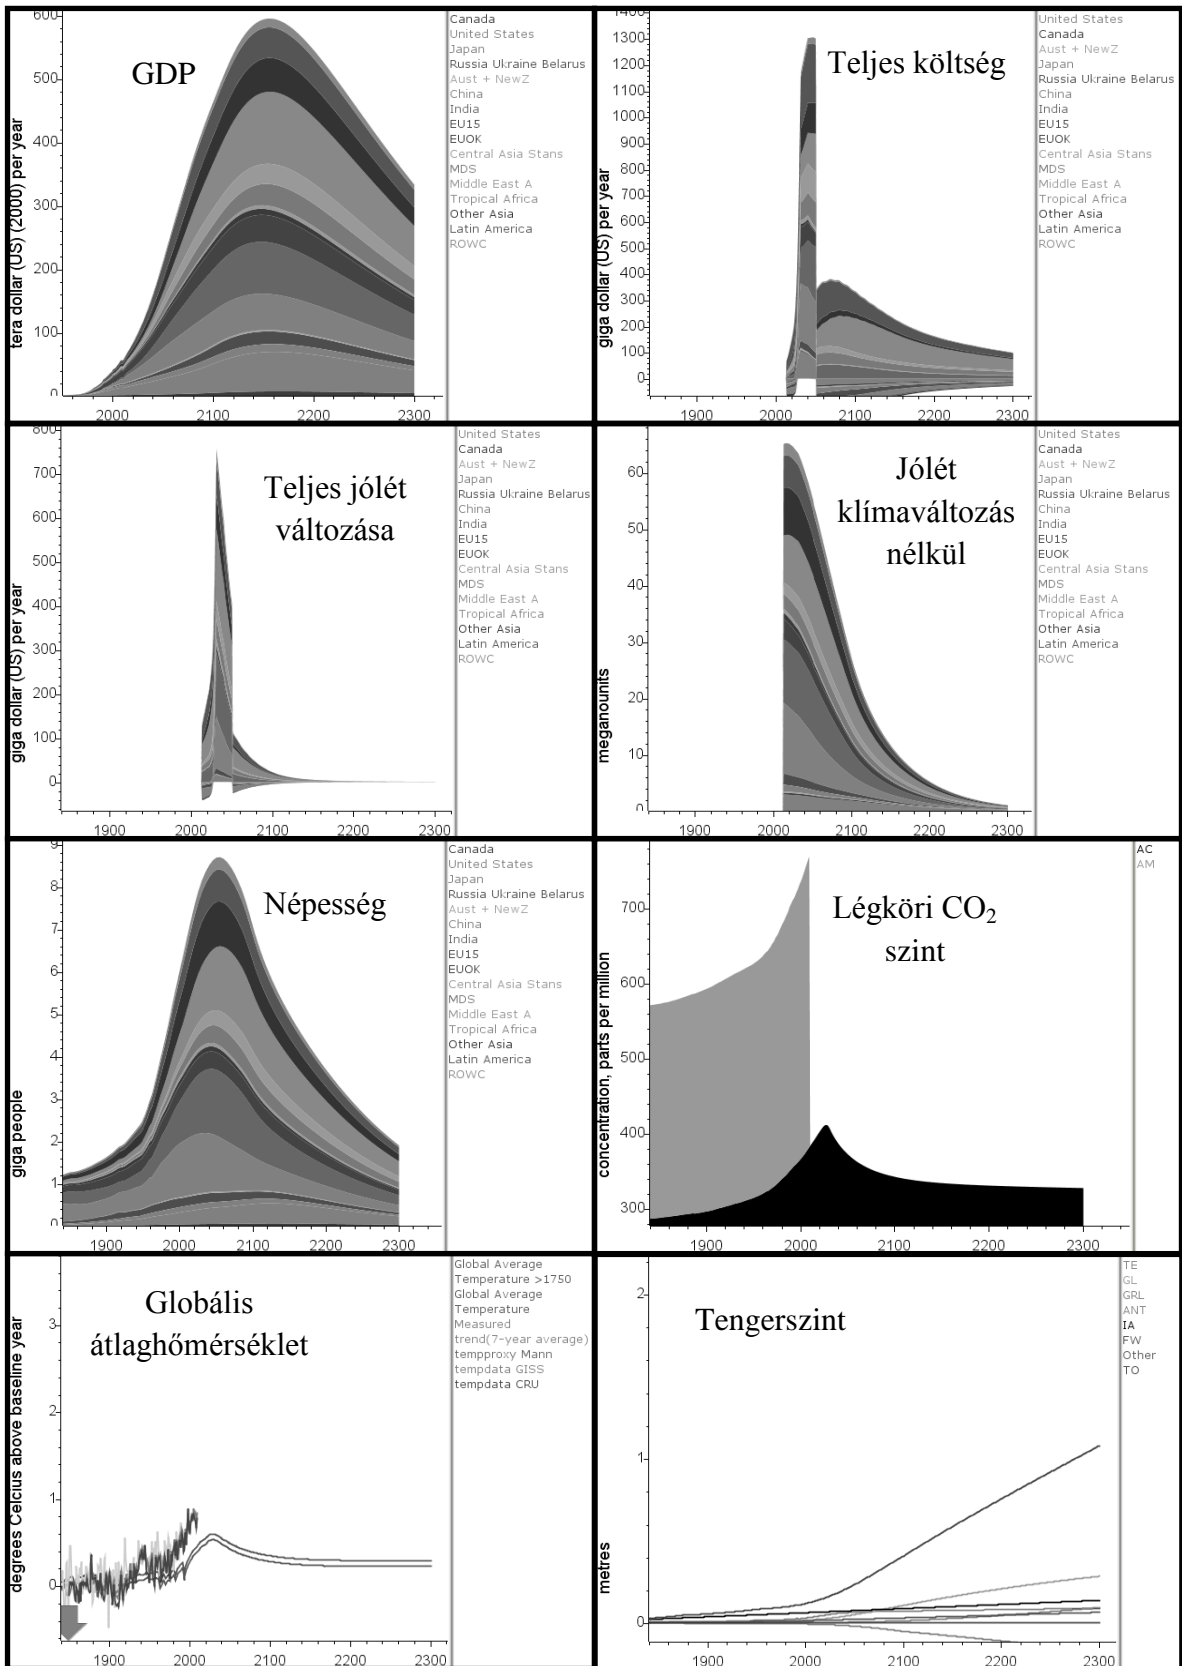 GDP
tera dollar (US) (2000) per year
600
500
400
300
200
100
0
2000
2100
2200
2300
Canada
United States
Japan
Russia Ukraine Belarus
Aust + NewZ
China
India
EU15
EUOK
Central Asia Stans
MDS
Middle East A
Tropical Africa
Other Asia
Latin America
ROWC
Teljes költség
giga dollar (US) per year
1400
1300
1200
1100
1000
900
800
700
600
500
400
300
200
100
0
1900
2000
2100
2200
2300
United States
Canada
Aust + NewZ
Japan
Russia Ukraine Belarus
China
India
EU15
EUOK
Central Asia Stans
MDS
Middle East A
Tropical Africa
Other Asia
Latin America
ROWC
Teljes jólét
változása
giga dollar (US) per year
800
700
600
500
400
300
200
100
0
1900
2000
2100
2200
2300
United States
Canada
Aust + NewZ
Japan
Russia Ukraine Belarus
China
India
EU15
EUOK
Central Asia Stans
MDS
Middle East A
Tropical Africa
Other Asia
Latin America
ROWC
Jólét
klímaváltozás
nélkül
meganounits
60
50
40
30
20
10
0
1900
2000
2100
2200
2300
United States
Canada
Aust + NewZ
Japan
Russia Ukraine Belarus
China
India
EU15
EUOK
Central Asia Stans
MDS
Middle East A
Tropical Africa
Other Asia
Latin America
ROWC
Népesség
giga people
9
8
7
6
5
4
3
2
1
0
1900
2000
2100
2200
2300
Canada
United States
Japan
Russia Ukraine Belarus
Aust + NewZ
China
India
EU15
EUOK
Central Asia Stans
MDS
Middle East A
Tropical Africa
Other Asia
Latin America
ROWC
Légköri CO₂
szint
concentration, parts per million
700
600
500
400
300
1900
2000
2100
2200
2300
AC
AM
Globális
átlaghőmérséklet
degrees Celcius above baseline year
3
2
1
0
1900
2000
2100
2200
2300
Global Average
Temperature >1750
Global Average
Temperature
Measured
trend(7-year average)
tempproxy Mann
tempdata GISS
tempdata CRU
Tengerszint
metres
2
1
0
1900
2000
2100
2200
2300
TE
GL
GRL
ANT
IA
FW
Other
TO